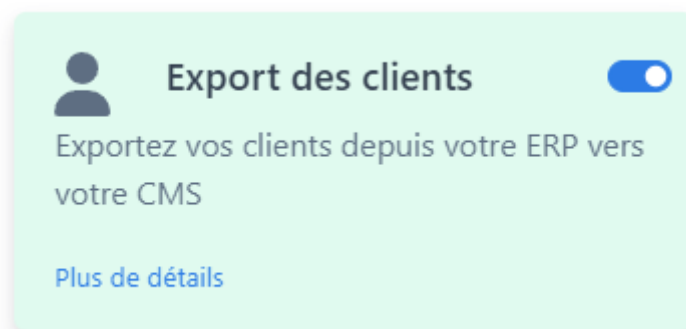 Export des clients
Exportez vos clients depuis votre ERP vers
votre CMS
Plus de détails